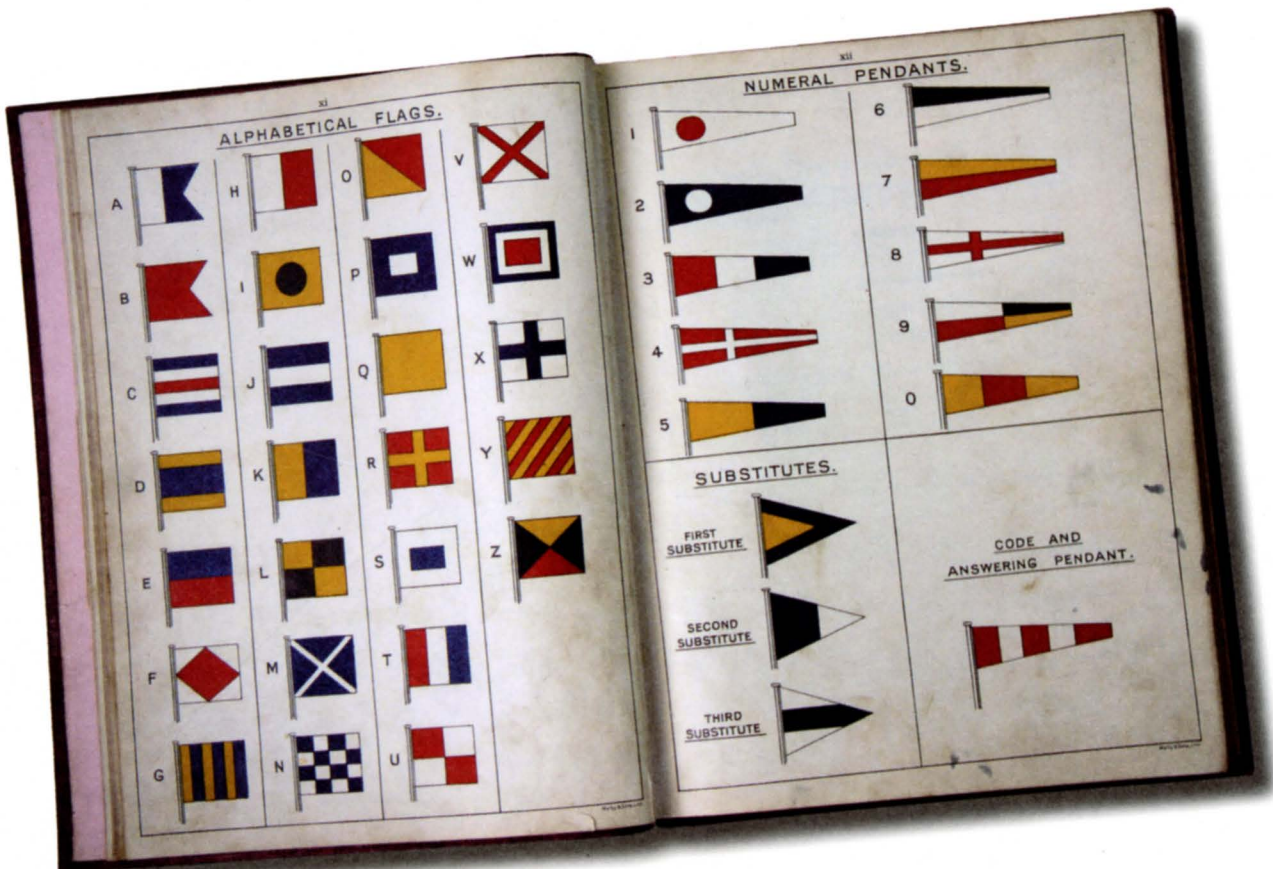 xi
ALPHABETICAL FLAGS.
A
B
C
D
E
F
G
H
I
J
K
L
M
N
O
P
Q
R
S
T
U
V
W
X
Y
Z
xii
NUMERAL PENDANTS.
1
2
3
4
5
6
7
8
9
0
SUBSTITUTES.
FIRST
SUBSTITUTE
SECOND
SUBSTITUTE
THIRD
SUBSTITUTE
CODE AND
ANSWERING PENDANT.